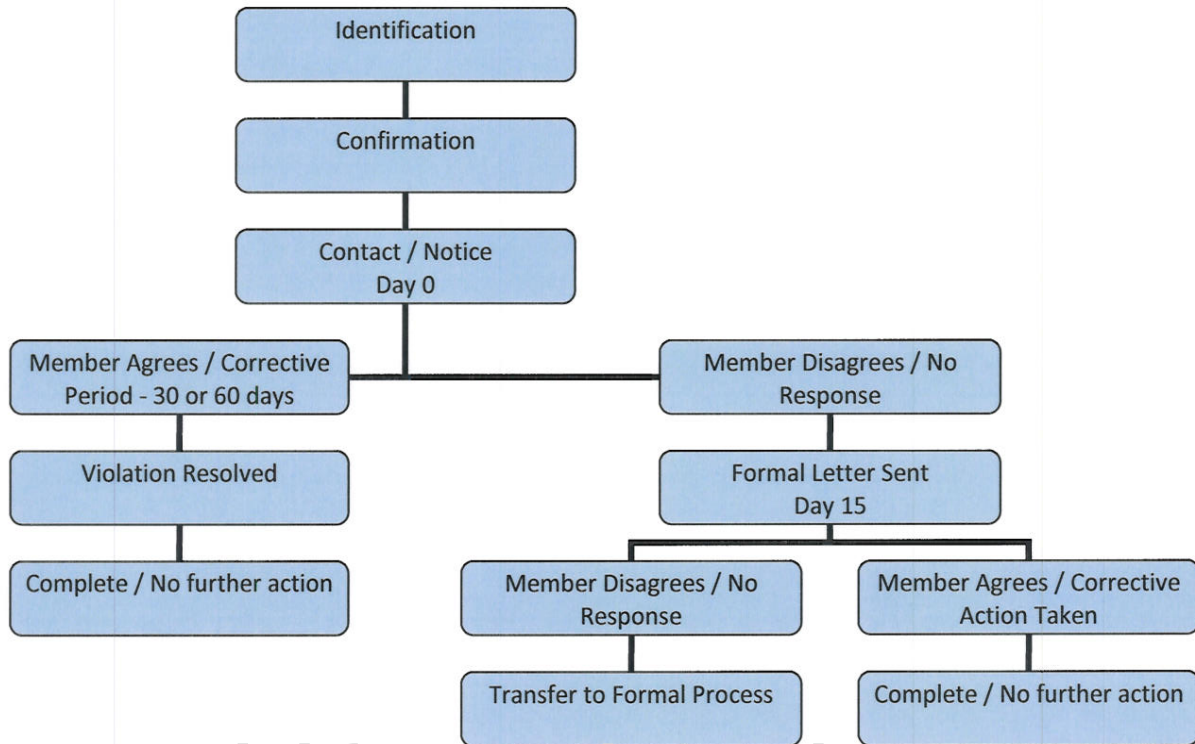 Identification
Confirmation
Contact / Notice
Day 0
Member Agrees / Corrective
Period - 30 or 60 days
Member Disagrees / No
Response
Violation Resolved
Formal Letter Sent
Day 15
Complete / No further action
Member Disagrees / No
Response
Member Agrees / Corrective
Action Taken
Transfer to Formal Process
Complete / No further action